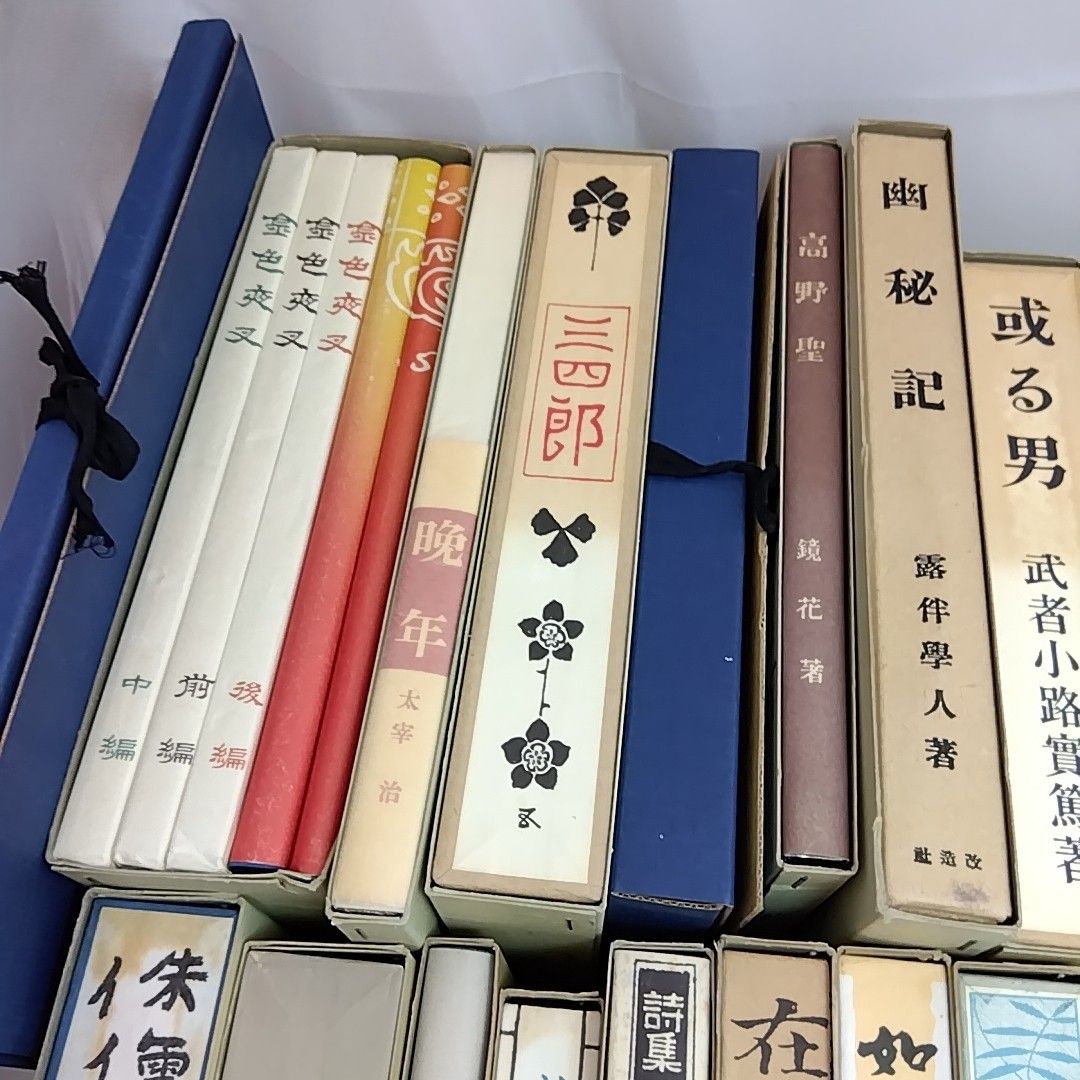 金色夜叉 中編
金色夜叉 前編
金色夜叉 後編
晩年 太宰治
三四郎
高野聖 鏡花著
幽秘記 露伴學人著 改造社
或る男 武者小路實篤著
侏儒
詩集
在
如